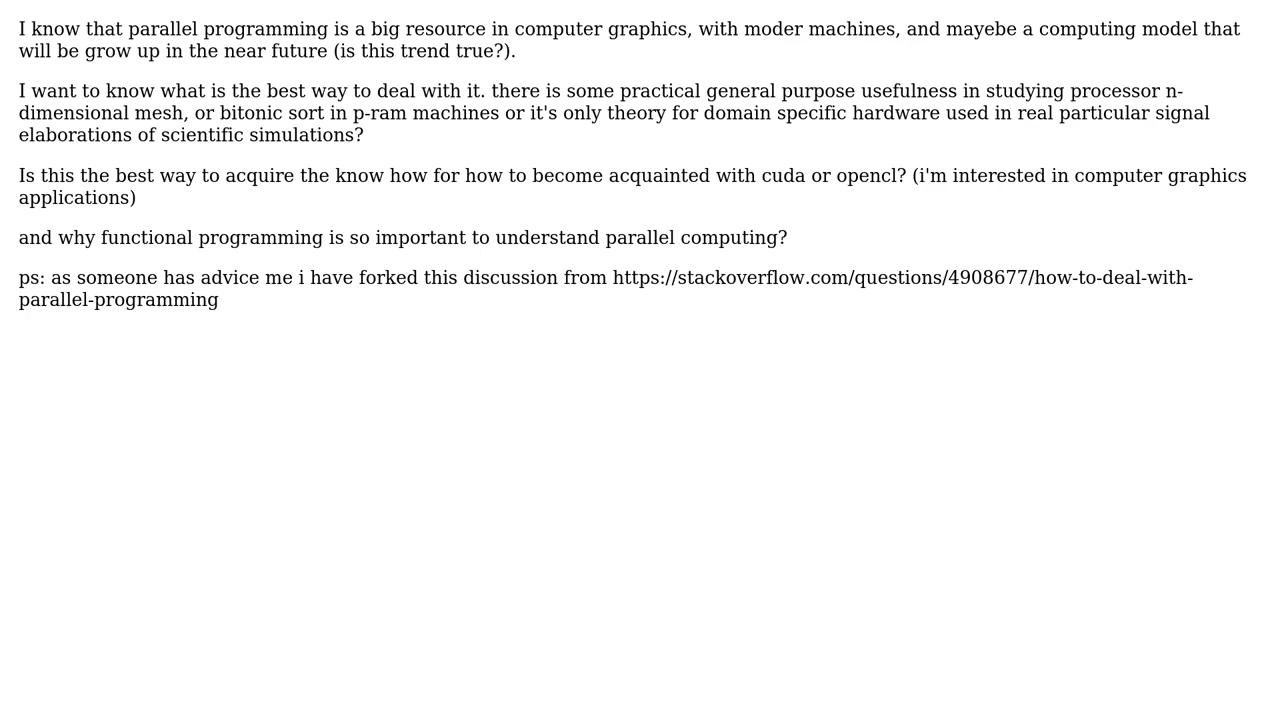 I know that parallel programming is a big resource in computer graphics, with moder machines, and mayebe a computing model that
will be grow up in the near future (is this trend true?).
I want to know what is the best way to deal with it. there is some practical general purpose usefulness in studying processor n-
dimensional mesh, or bitonic sort in p-ram machines or it's only theory for domain specific hardware used in real particular signal
elaborations of scientific simulations?
Is this the best way to acquire the know how for how to become acquainted with cuda or opencl? (i'm interested in computer graphics
applications)
and why functional programming is so important to understand parallel computing?
ps: as someone has advice me i have forked this discussion from https://stackoverflow.com/questions/4908677/how-to-deal-with-
parallel-programming